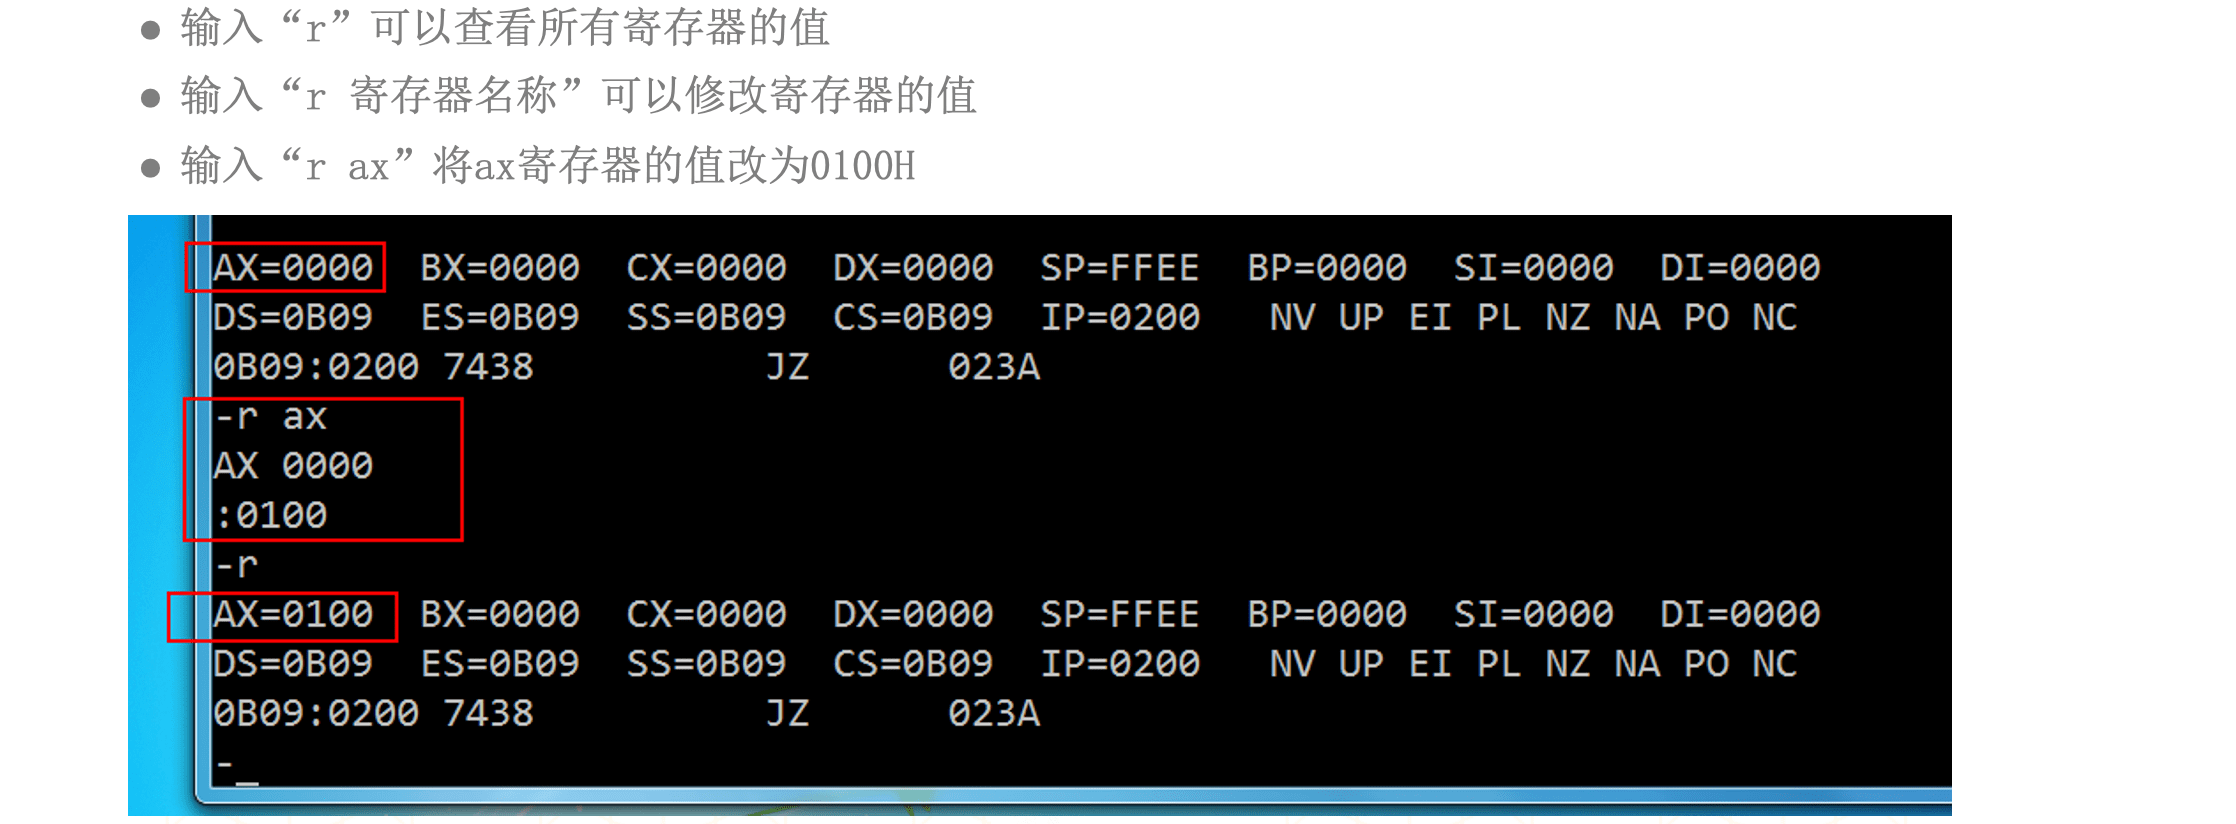 ● 输入“r”可以查看所有寄存器的值
● 输入“r 寄存器名称”可以修改寄存器的值
● 输入“r ax”将ax寄存器的值改为0100H
AX=0000  BX=0000  CX=0000  DX=0000  SP=FFEE  BP=0000  SI=0000  DI=0000
DS=0B09  ES=0B09  SS=0B09  CS=0B09  IP=0200   NV UP EI PL NZ NA PO NC
0B09:0200 7438          JZ      023A
-r ax
AX 0000
:0100
-r
AX=0100  BX=0000  CX=0000  DX=0000  SP=FFEE  BP=0000  SI=0000  DI=0000
DS=0B09  ES=0B09  SS=0B09  CS=0B09  IP=0200   NV UP EI PL NZ NA PO NC
0B09:0200 7438          JZ      023A
-_